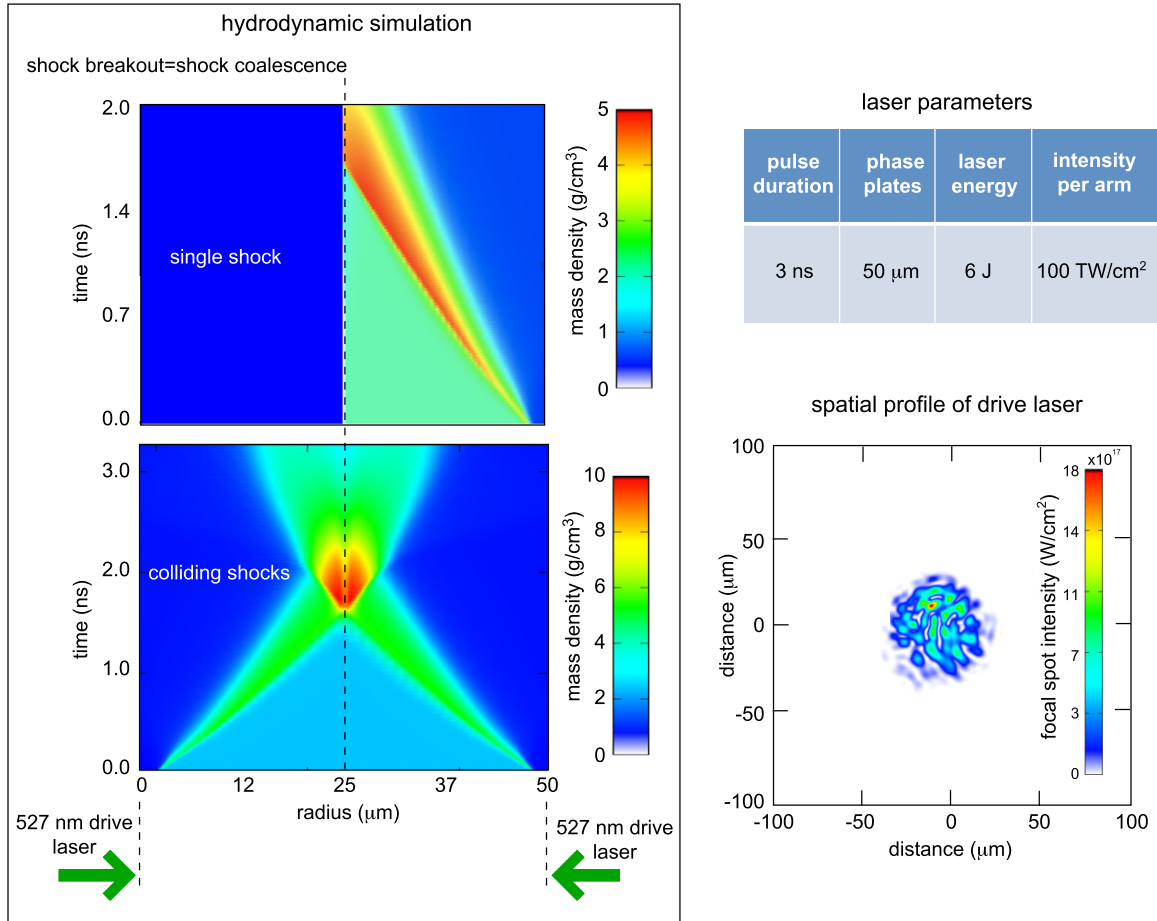 hydrodynamic simulation
shock breakout=shock coalescence
2.0
1.4
0.7
0.0
time (ns)
single shock
5
4
3
2
1
0
mass density (g/cm³)
3.0
2.0
1.0
0.0
time (ns)
colliding shocks
10
8
6
4
2
0
mass density (g/cm³)
0 12 25 37 50
radius (μm)
527 nm drive
laser
527 nm drive
laser
laser parameters
pulse
duration
phase
plates
laser
energy
intensity
per arm
3 ns
50 μm
6 J
100 TW/cm²
spatial profile of drive laser
100
50
0
-50
-100
distance (μm)
x10¹⁷
18
14
11
7
3
0
focal spot intensity (W/cm²)
-100 -50 0 50 100
distance (μm)